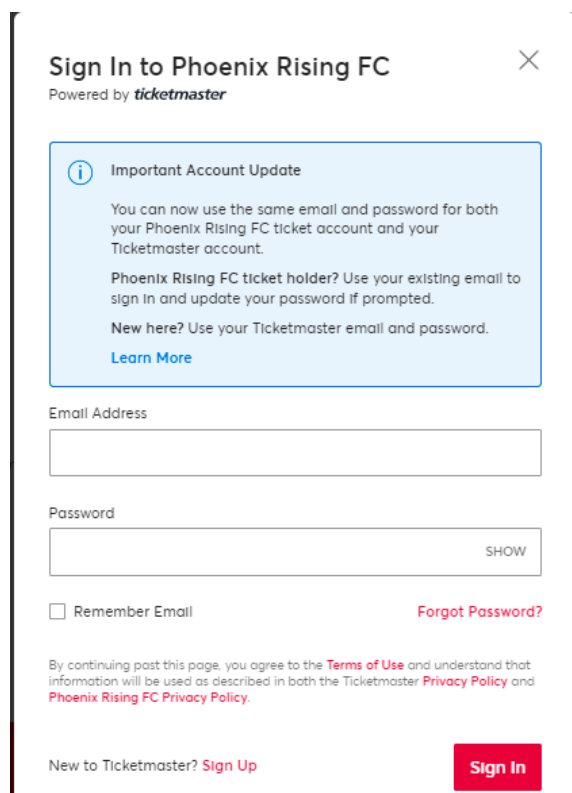 Sign In to Phoenix Rising FC
Powered by ticketmaster
Important Account Update
You can now use the same email and password for both
your Phoenix Rising FC ticket account and your
Ticketmaster account.
Phoenix Rising FC ticket holder? Use your existing email to
sign in and update your password if prompted.
New here? Use your Ticketmaster email and password.
Learn More
Email Address
Password
SHOW
Remember Email Forgot Password?
By continuing past this page, you agree to the Terms of Use and understand that
information will be used as described in both the Ticketmaster Privacy Policy and
Phoenix Rising FC Privacy Policy.
New to Ticketmaster? Sign Up Sign In